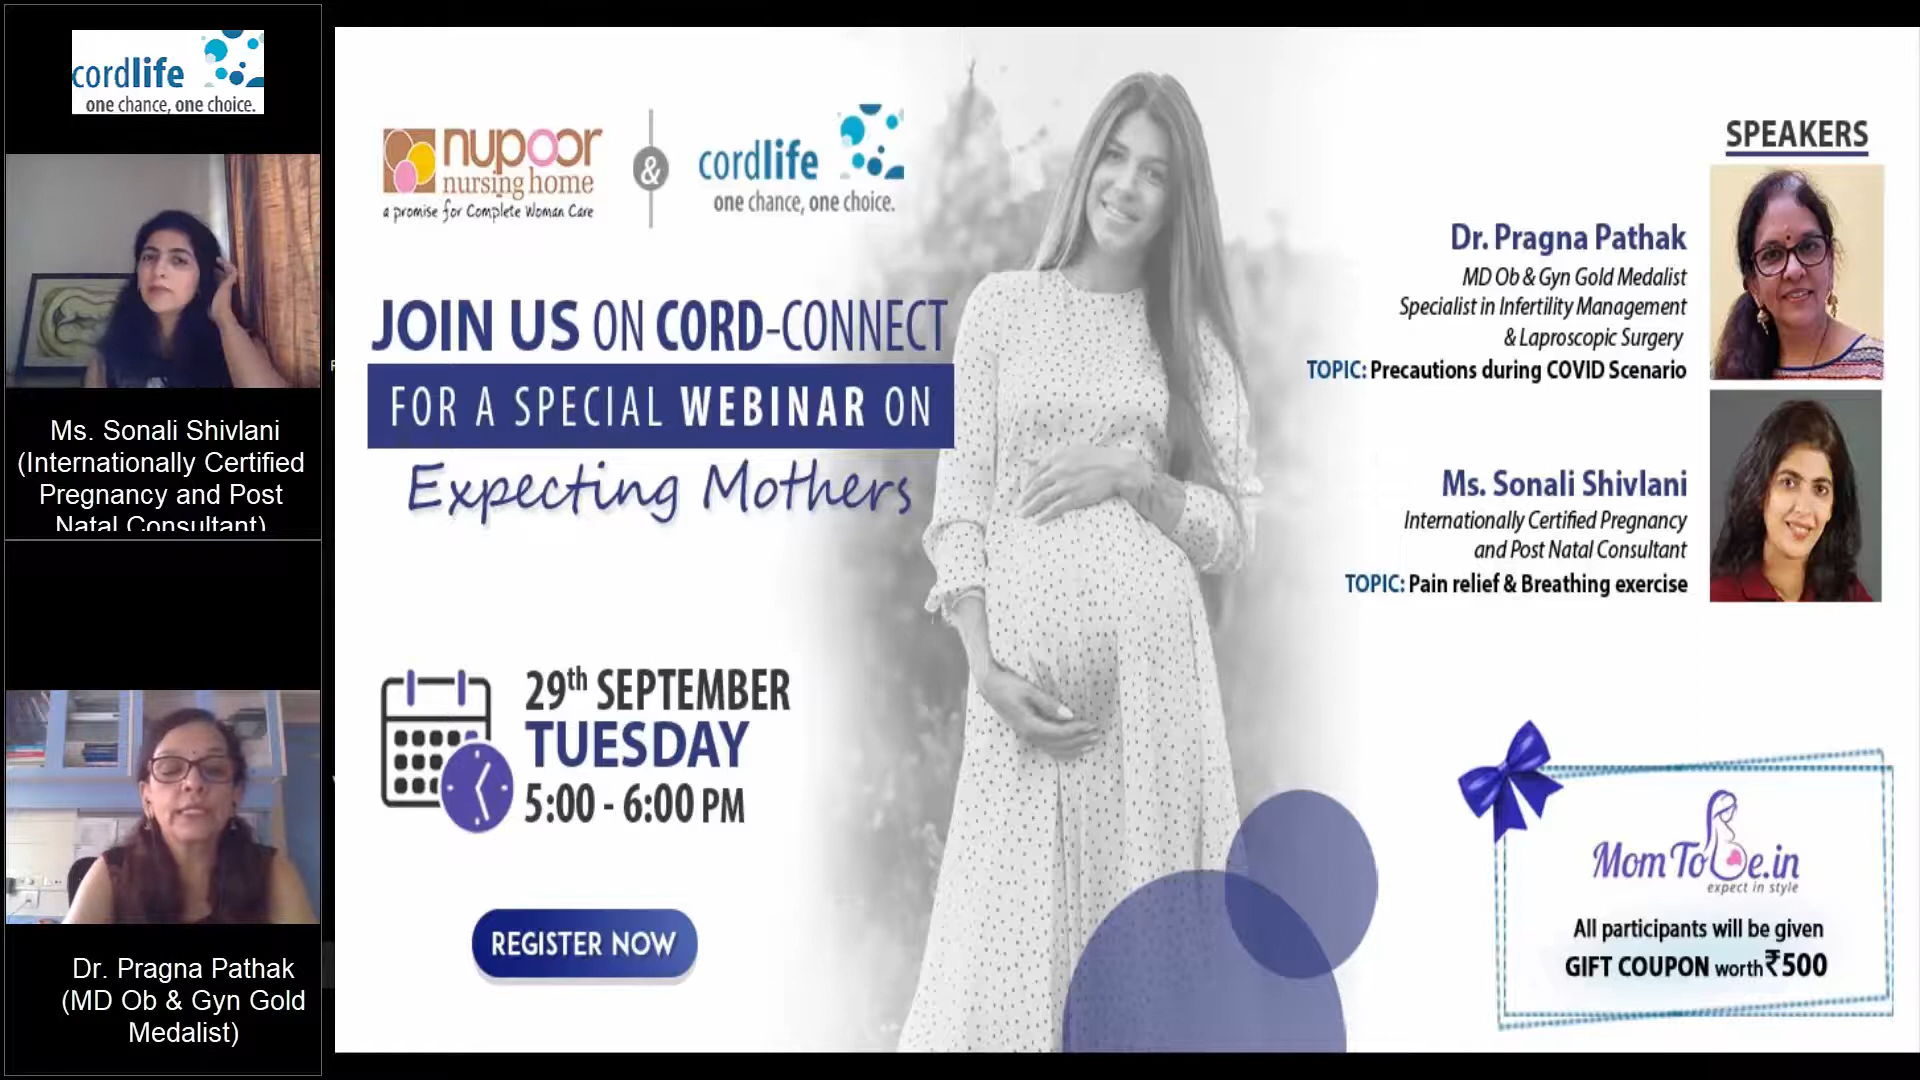 cordlife
one chance, one choice.
Ms. Sonali Shivlani
(Internationally Certified
Pregnancy and Post
Natal Consultant)
Dr. Pragna Pathak
(MD Ob & Gyn Gold
Medalist)
nupoor
nursing home
a promise for Complete Woman Care
&
cordlife
one chance, one choice.
JOIN US ON CORD-CONNECT
FOR A SPECIAL WEBINAR ON
Expecting Mothers
29th SEPTEMBER
TUESDAY
5:00 - 6:00 PM
REGISTER NOW
SPEAKERS
Dr. Pragna Pathak
MD Ob & Gyn Gold Medalist
Specialist in Infertility Management
& Laproscopic Surgery
TOPIC: Precautions during COVID Scenario
Ms. Sonali Shivlani
Internationally Certified Pregnancy
and Post Natal Consultant
TOPIC: Pain relief & Breathing exercise
MomToBe.in
expect in style
All participants will be given
GIFT COUPON worth ₹500